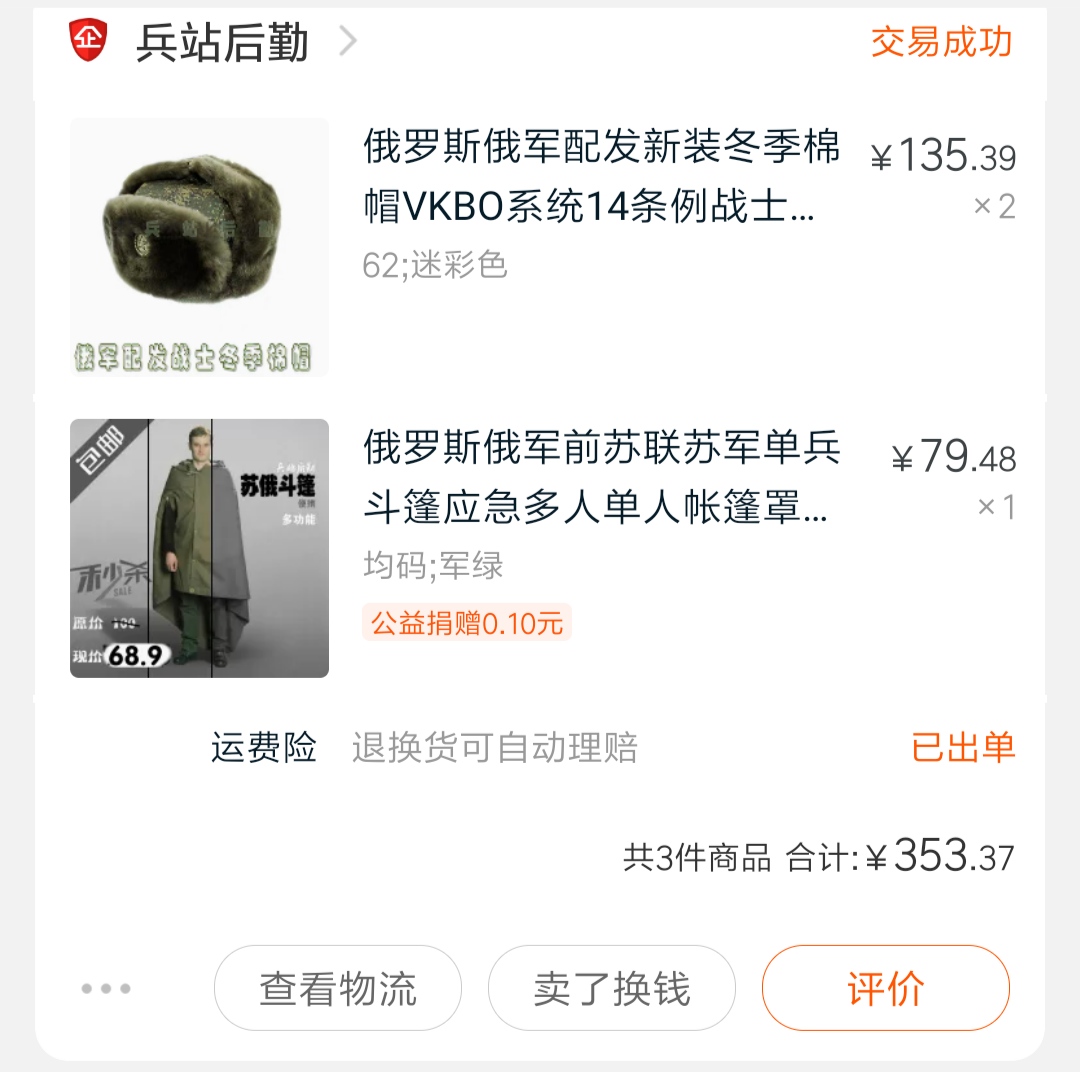 企 兵站后勤
交易成功
俄罗斯俄军配发新装冬季棉
帽VKBO系统14条例战士...
¥135.39
×2
62;迷彩色
兵站后勤
俄军配发战士冬季棉帽
俄罗斯俄军前苏联苏军单兵
斗篷应急多人单人帐篷罩...
¥79.48
×1
均码;军绿
公益捐赠0.10元
包邮
苏俄斗篷
便携
多功能
秒杀
SALE
原价 100
现价 68.9
运费险 退换货可自动理赔 已出单
共3件商品 合计:¥353.37
查看物流 卖了换钱 评价